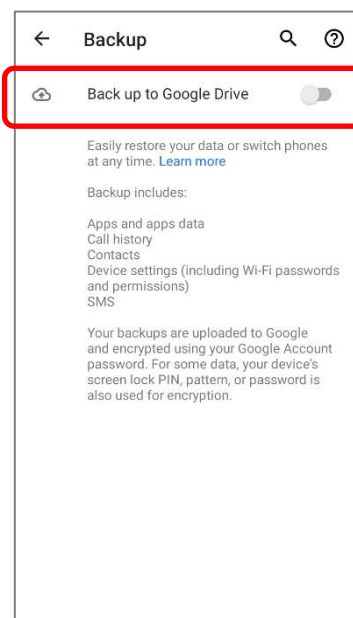 Backup
Back up to Google Drive
Easily restore your data or switch phones
at any time. Learn more
Backup includes:
Apps and apps data
Call history
Contacts
Device settings (including Wi-Fi passwords
and permissions)
SMS
Your backups are uploaded to Google
and encrypted using your Google Account
password. For some data, your device's
screen lock PIN, pattern, or password is
also used for encryption.